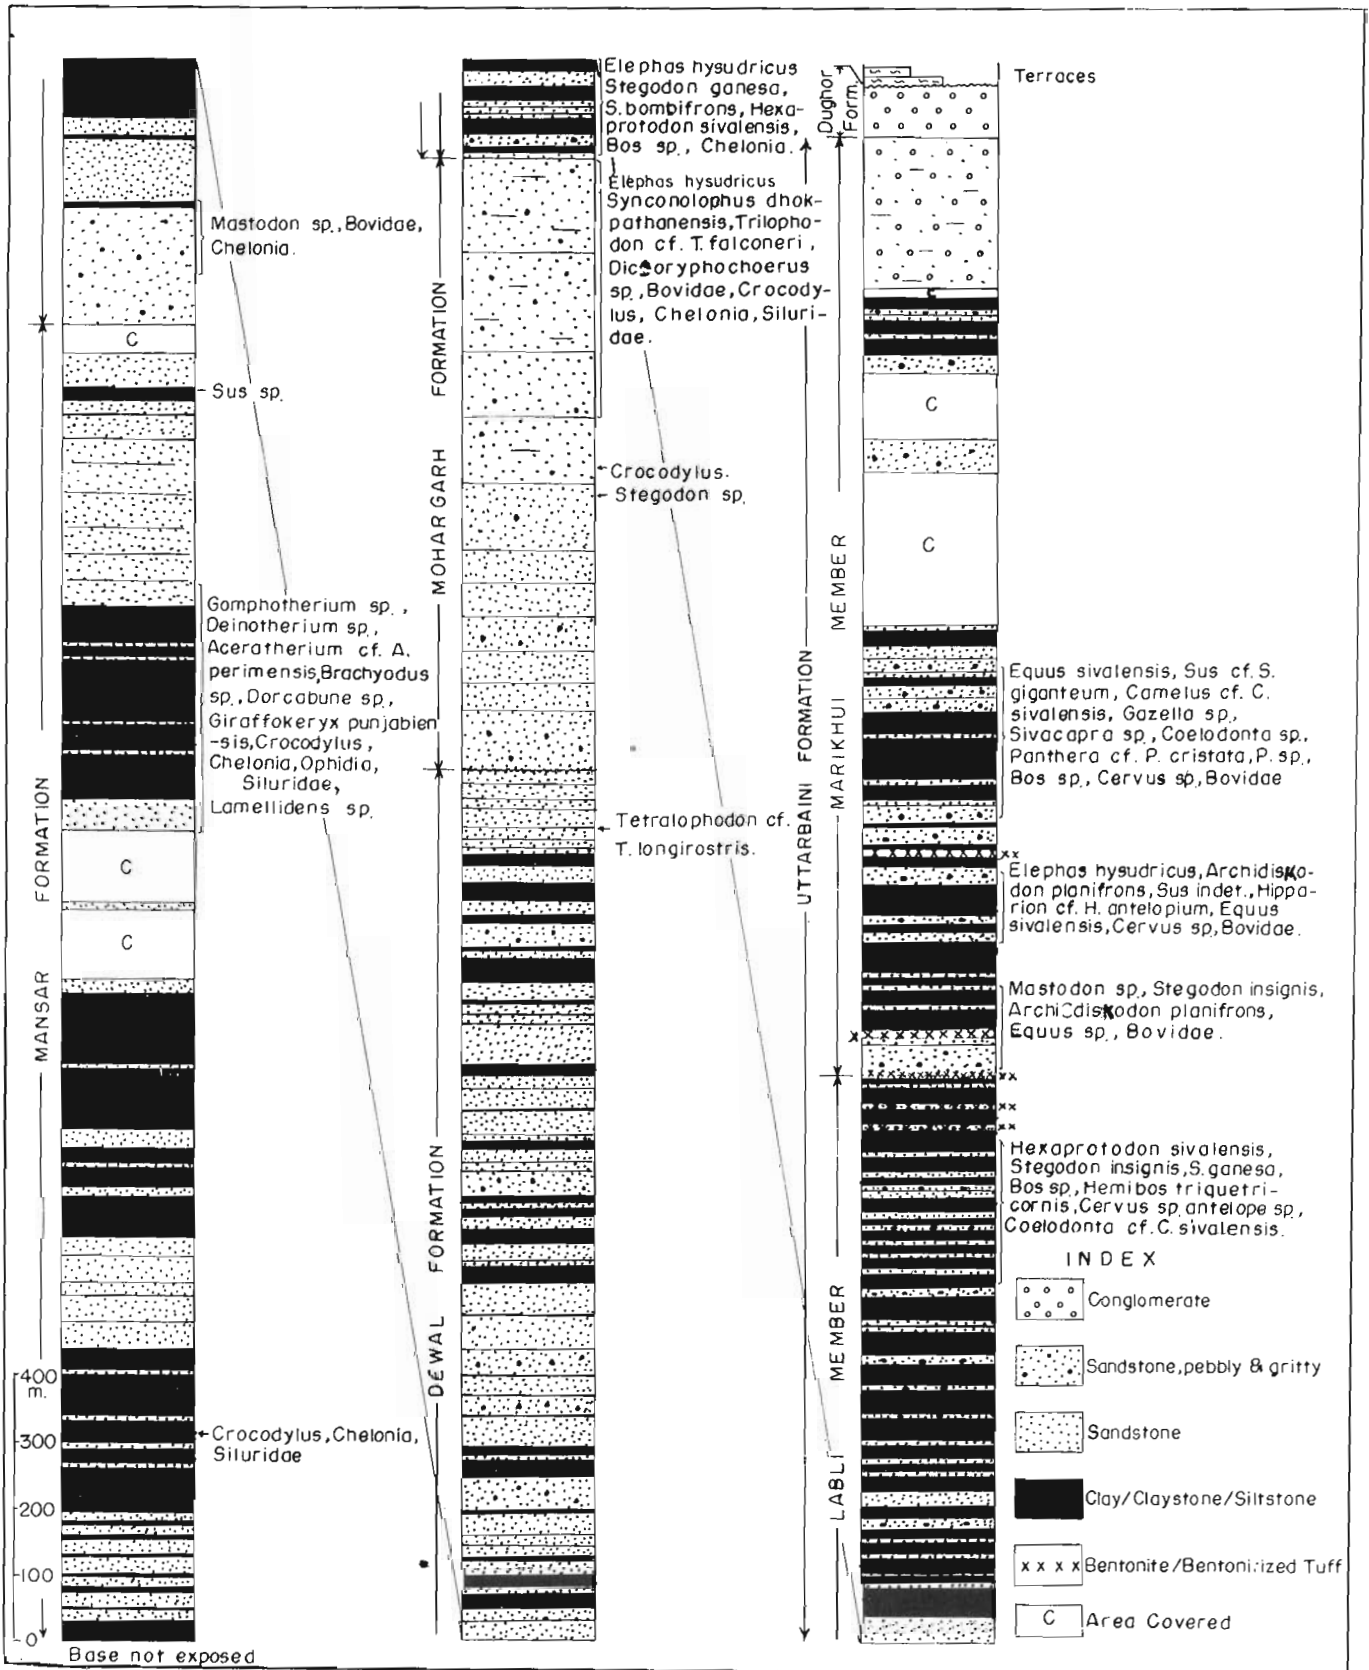 Mastodon sp., Bovidae,
Chelonia.
C
Sus sp.
Gomphotherium sp.,
Deinotherium sp.,
Aceratherium cf. A.
perimensis, Brachyodus
sp., Dorcabune sp.,
Giraffokeryx punjabien
-sis, Crocodylus,
Chelonia, Ophidia,
Siluridae,
Lamellidens sp.
C
C
MANSAR FORMATION
400
m.
300
200
100
0
Crocodylus, Chelonia,
Siluridae
Base not exposed
Elephas hysudricus
Stegodon ganesa,
S. bombifrons, Hexa-
protodon sivalensis,
Bos sp., Chelonia.
Elephas hysudricus
Synconolophus dhok-
pathanensis, Trilopho-
don cf. T. falconeri,
Dicoryphochoerus
sp., Bovidae, Crocody-
lus, Chelonia, Siluri-
dae.
Crocodylus.
Stegodon sp.
MOHARGARH FORMATION
Tetralophodon cf.
T. longirostris.
DEWAL FORMATION
Dughor
Form.
Terraces
C
C
C
UTTARBAINI FORMATION
MARIKHUI MEMBER
Equus sivalensis, Sus cf. S.
giganteum, Camelus cf. C.
sivalensis, Gazella sp.,
Sivacapra sp., Coelodonta sp.,
Panthera cf. P. cristata, P. sp.,
Bos sp., Cervus sp., Bovidae
Elephas hysudricus, Archidisko-
don planifrons, Sus indet., Hippa-
rion cf. H. antelopium, Equus
sivalensis, Cervus sp., Bovidae.
Mastodon sp., Stegodon insignis,
Archidiskodon planifrons,
Equus sp., Bovidae.
LABLI MEMBER
Hexaprotodon sivalensis,
Stegodon insignis, S. ganesa,
Bos sp., Hemibos triquetri-
cornis, Cervus sp. antelope sp.,
Coelodonta cf. C. sivalensis.
INDEX
Conglomerate
Sandstone, pebbly & gritty
Sandstone
Clay/Claystone/Siltstone
x x x x Bentonite/Bentonized Tuff
C Area Covered